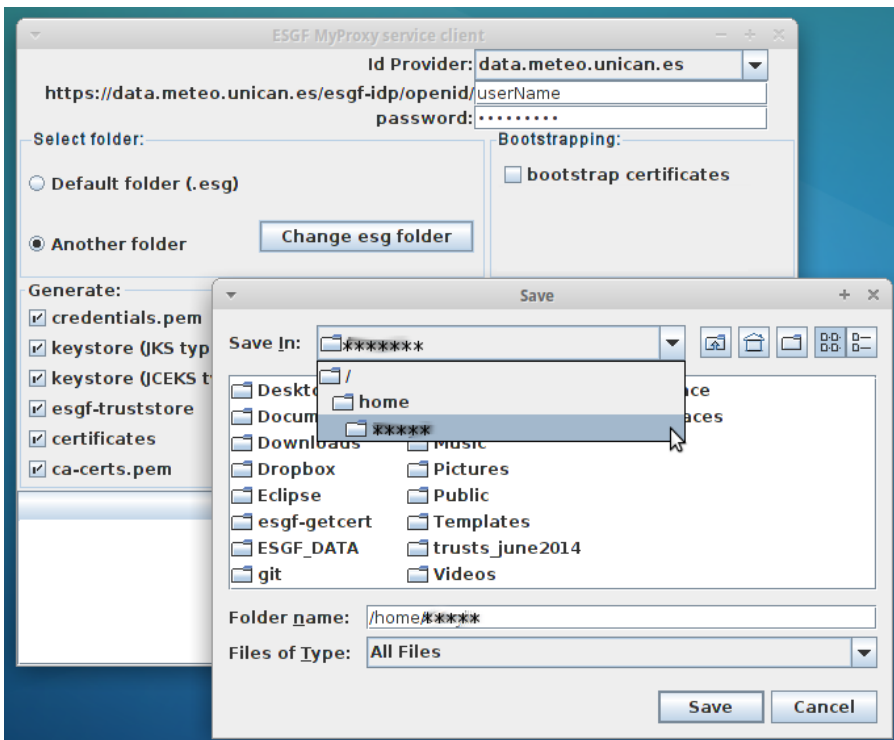 ESGF MyProxy service client
Id Provider: data.meteo.unican.es
https://data.meteo.unican.es/esgf-idp/openid/ userName
password: •••••••••
Select folder:
Default folder (.esg)
Another folder
Change esg folder
Bootstrapping:
bootstrap certificates
Generate:
credentials.pem
keystore (JKS typ
keystore (JCEKS t
esgf-truststore
certificates
ca-certs.pem
Save
Save In: *******
/
home
*****
Deskto
Docum
Downloads
Dropbox
Eclipse
esgf-getcert
ESGF_DATA
git
Music
Pictures
Public
Templates
trusts_june2014
Videos
ce
aces
Folder name: /home/*****
Files of Type: All Files
Save
Cancel